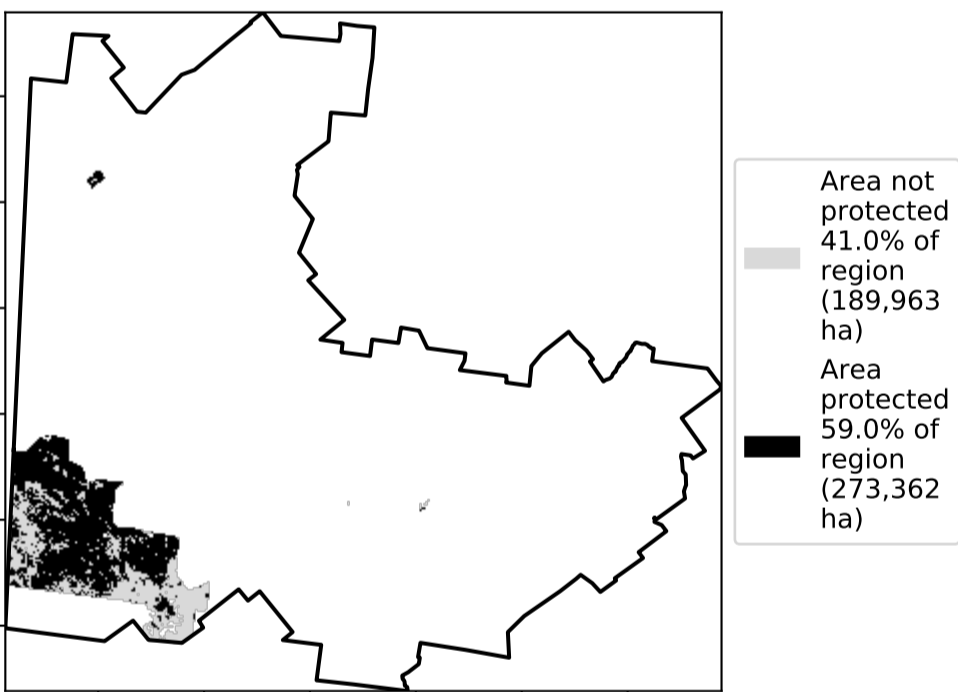 Area not
protected
41.0% of
region
(189,963
ha)
Area
protected
59.0% of
region
(273,362
ha)